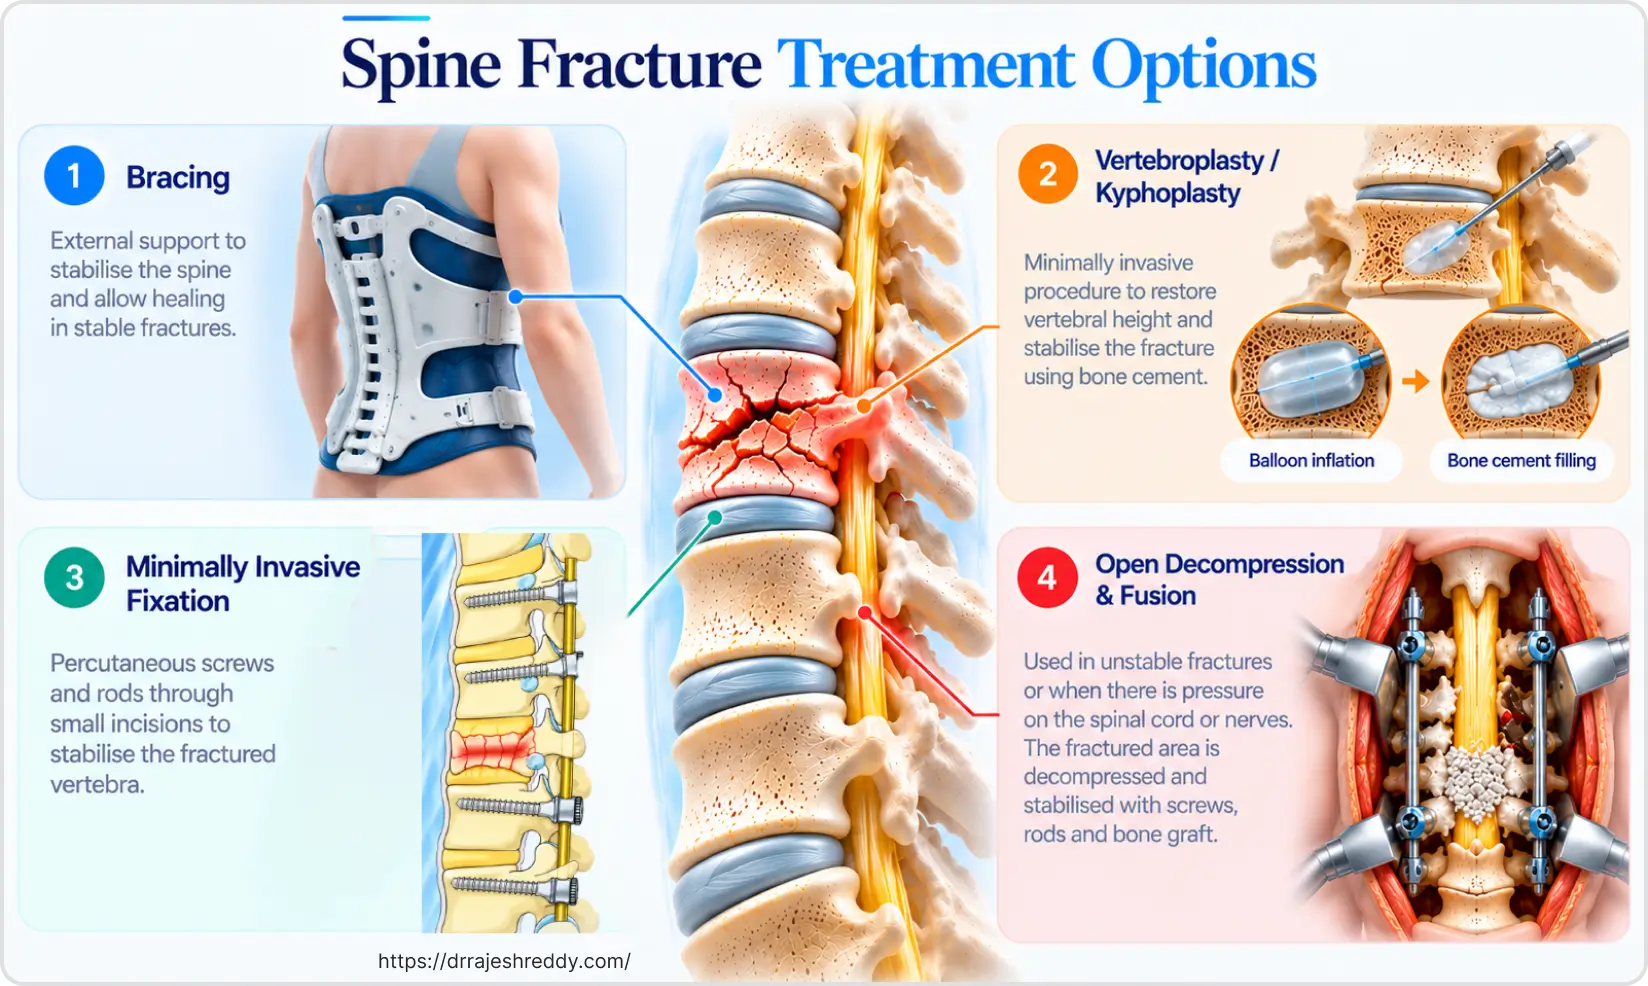 Spine Fracture Treatment Options
1
Bracing
External support to
stabilise the spine
and allow healing
in stable fractures.
2
Vertebroplasty /
Kyphoplasty
Minimally invasive
procedure to restore
vertebral height and
stabilise the fracture
using bone cement.
Balloon inflation
Bone cement filling
3
Minimally Invasive
Fixation
Percutaneous screws
and rods through
small incisions to
stabilise the fractured
vertebra.
4
Open Decompression
& Fusion
Used in unstable fractures
or when there is pressure
on the spinal cord or nerves.
The fractured area is
decompressed and
stabilised with screws,
rods and bone graft.
https://drrajeshreddy.com/